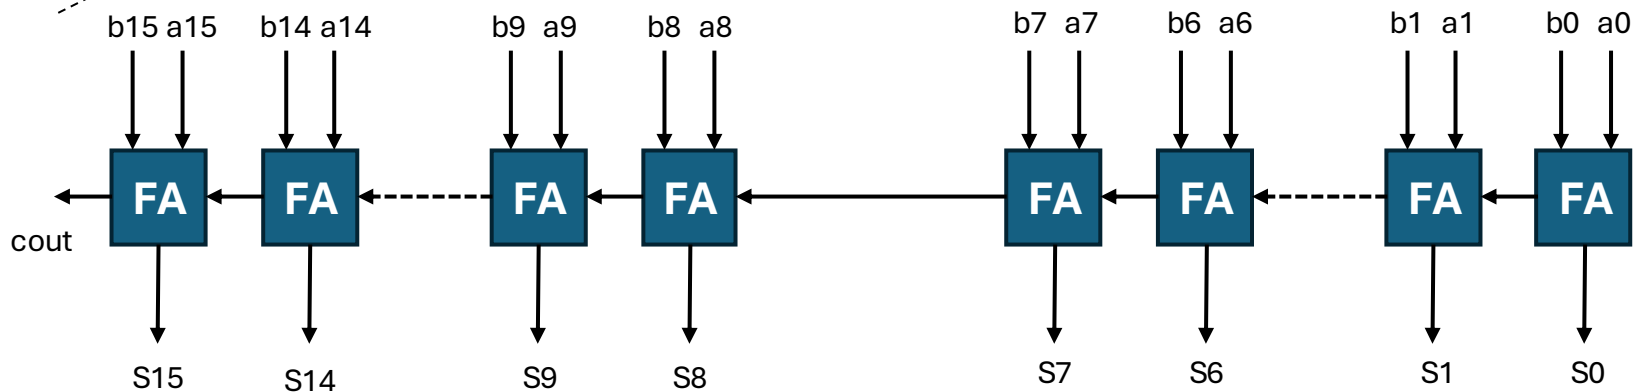 b15 a15 b14 a14 b9 a9 b8 a8 b7 a7 b6 a6 b1 a1 b0 a0
FA FA FA FA FA FA FA FA
cout
S15 S14 S9 S8 S7 S6 S1 S0